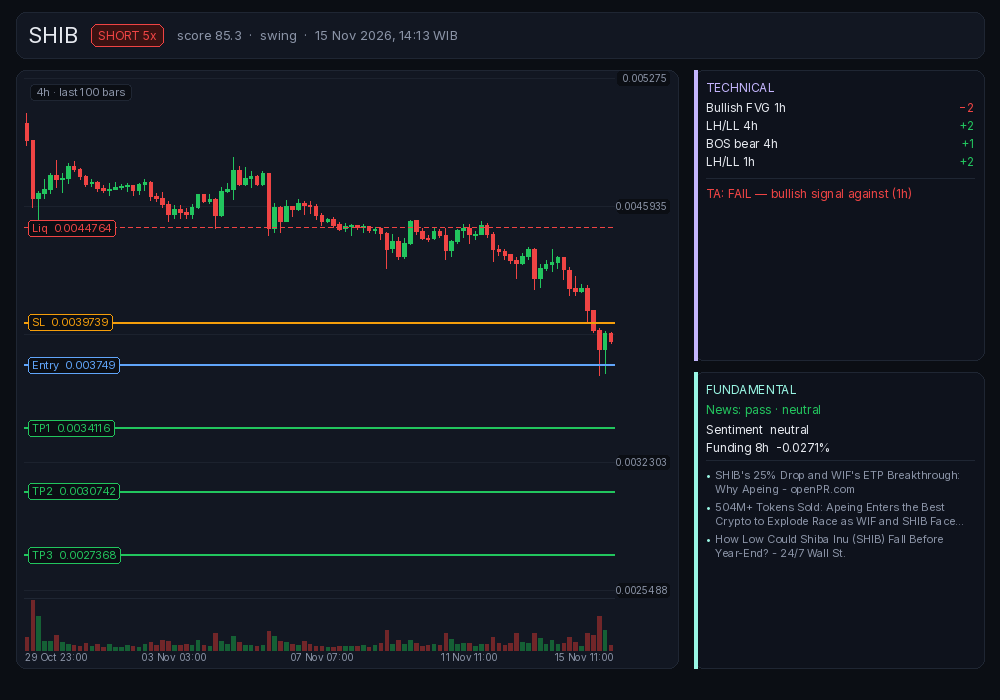 SHIB SHORT 5x score 85.3 · swing · 15 Nov 2026, 14:13 WIB
4h · last 100 bars
0.005275
0.0045935
Liq 0.0044764
SL 0.0039739
Entry 0.003749
TP1 0.0034116
0.0032303
TP2 0.0030742
TP3 0.0027368
0.0025488
29 Oct 23:00 03 Nov 03:00 07 Nov 07:00 11 Nov 11:00 15 Nov 11:00
TECHNICAL
Bullish FVG 1h −2
LH/LL 4h +2
BOS bear 4h +1
LH/LL 1h +2
TA: FAIL — bullish signal against (1h)
FUNDAMENTAL
News: pass · neutral
Sentiment neutral
Funding 8h -0.0271%
• SHIB's 25% Drop and WIF's ETP Breakthrough:
Why Apeing - openPR.com
• 504M+ Tokens Sold: Apeing Enters the Best
Crypto to Explode Race as WIF and SHIB Face…
• How Low Could Shiba Inu (SHIB) Fall Before
Year-End? - 24/7 Wall St.